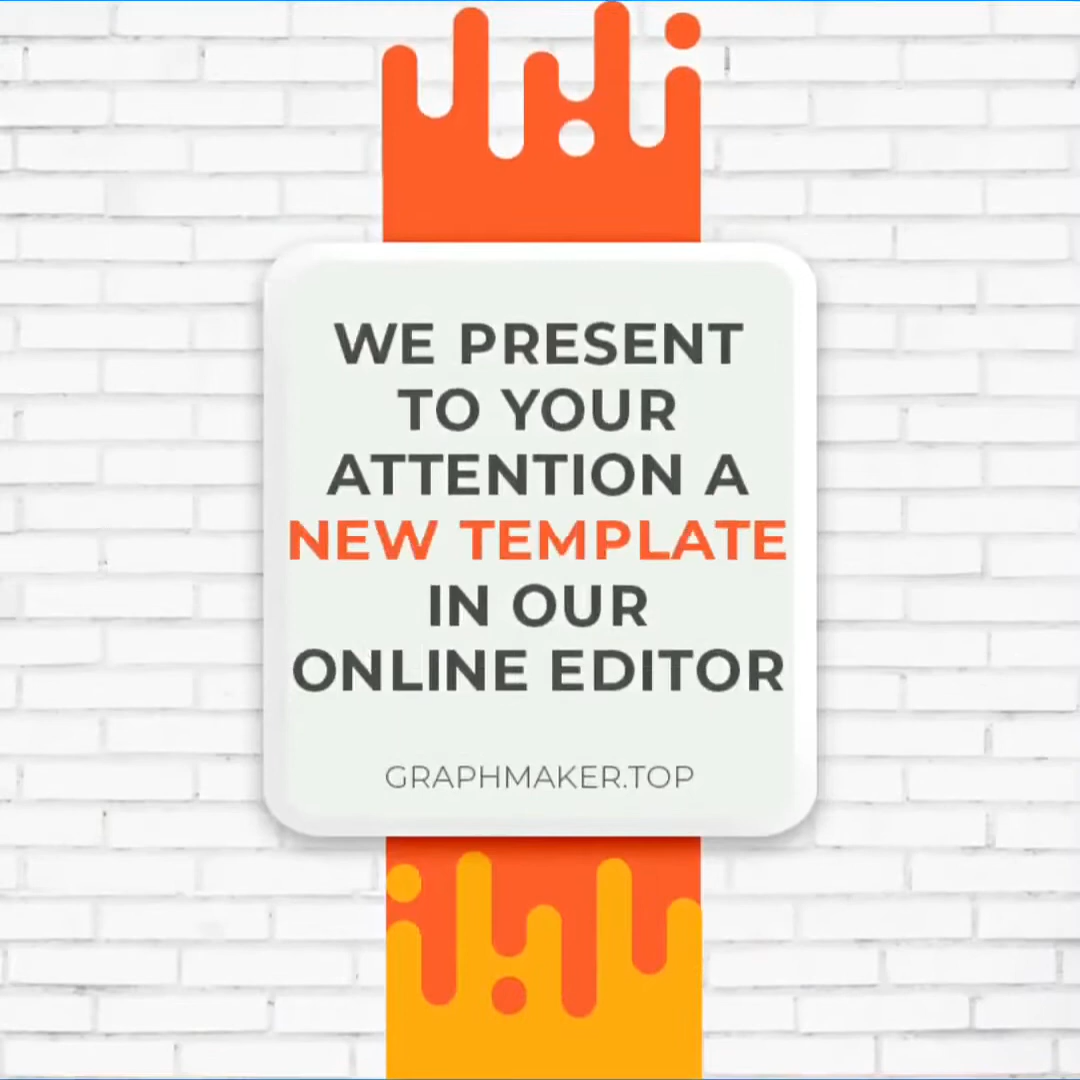 WE PRESENT
TO YOUR
ATTENTION A
NEW TEMPLATE
IN OUR
ONLINE EDITOR
GRAPHMAKER.TOP